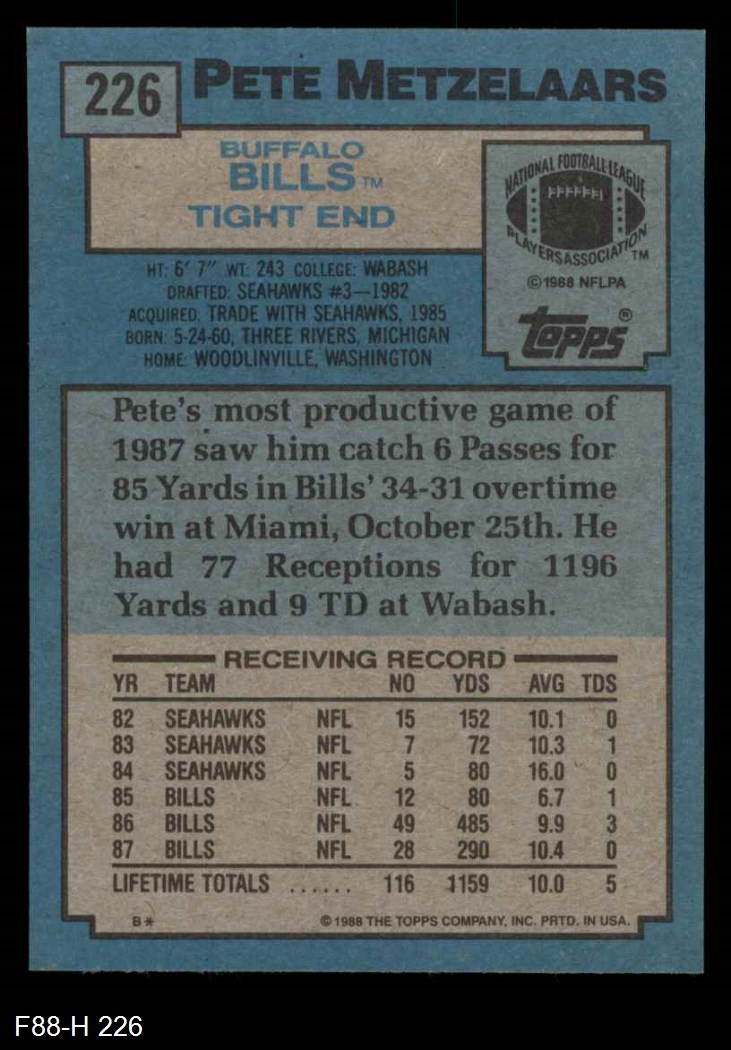 226 PETE METZELAARS
BUFFALO
BILLS™
TIGHT END
NATIONAL FOOTBALL LEAGUE
PLAYERS ASSOCIATION™
©1988 NFLPA
topps®
HT: 6' 7" WT: 243 COLLEGE: WABASH
DRAFTED: SEAHAWKS #3—1982
ACQUIRED: TRADE WITH SEAHAWKS, 1985
BORN: 5-24-60, THREE RIVERS, MICHIGAN
HOME: WOODLINVILLE, WASHINGTON
Pete's most productive game of
1987 saw him catch 6 Passes for
85 Yards in Bills' 34-31 overtime
win at Miami, October 25th. He
had 77 Receptions for 1196
Yards and 9 TD at Wabash.
RECEIVING RECORD
YR TEAM NO YDS AVG TDS
82 SEAHAWKS NFL 15 152 10.1 0
83 SEAHAWKS NFL 7 72 10.3 1
84 SEAHAWKS NFL 5 80 16.0 0
85 BILLS NFL 12 80 6.7 1
86 BILLS NFL 49 485 9.9 3
87 BILLS NFL 28 290 10.4 0
LIFETIME TOTALS ...... 116 1159 10.0 5
B* ©1988 THE TOPPS COMPANY, INC. PRTD. IN USA.
F88-H 226